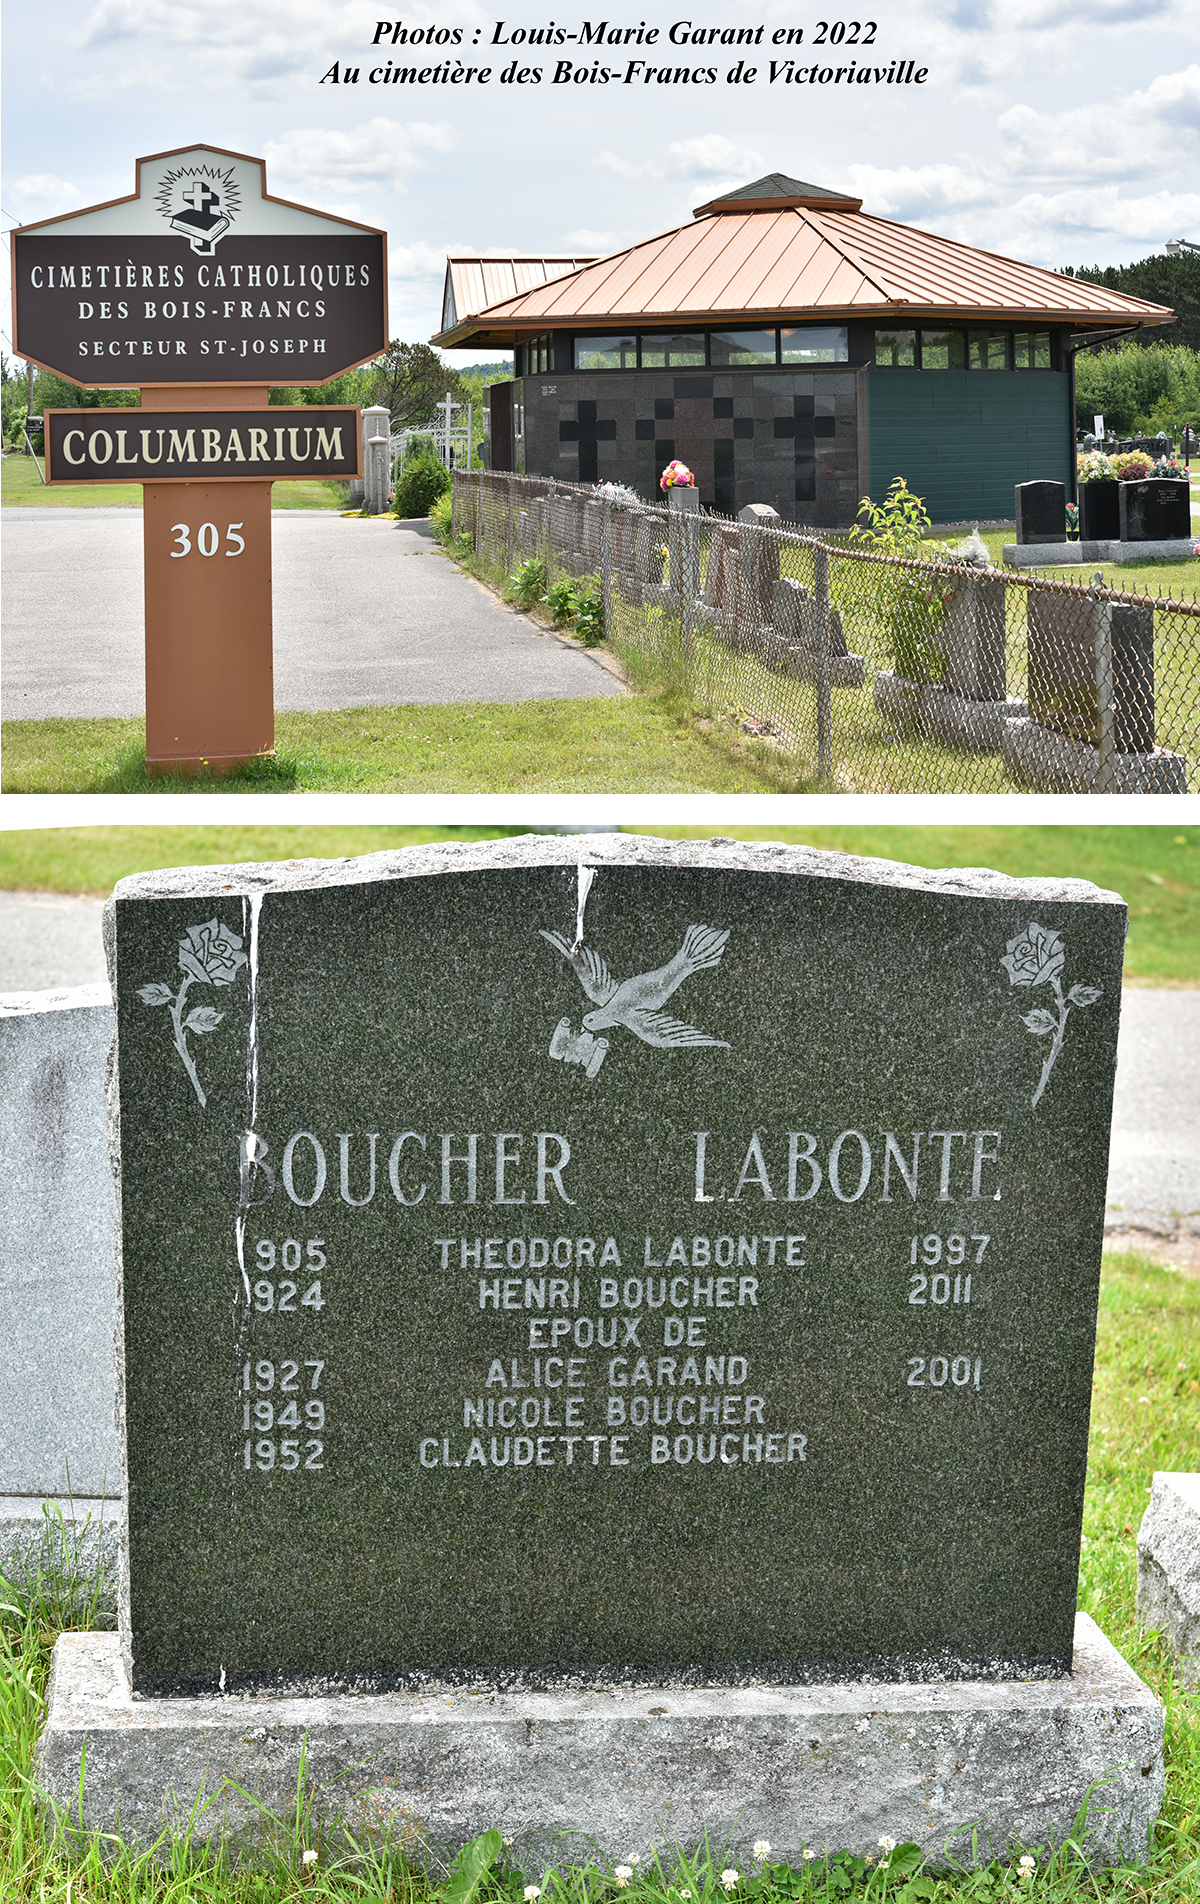 Photos : Louis-Marie Garant en 2022
Au cimetière des Bois-Francs de Victoriaville
CIMETIÈRES CATHOLIQUES
DES BOIS-FRANCS
SECTEUR ST-JOSEPH
COLUMBARIUM
305
BOUCHER LABONTE
1905 THEODORA LABONTE 1997
1924 HENRI BOUCHER 2011
EPOUX DE
1927 ALICE GARAND 2001
1949 NICOLE BOUCHER
1952 CLAUDETTE BOUCHER